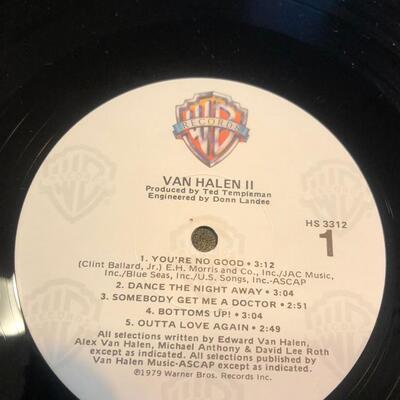 WB
RECORDS
VAN HALEN II
Produced by Ted Templeman
Engineered by Donn Landee
HS 3312
1
1. YOU'RE NO GOOD • 3:12
(Clint Ballard, Jr.) E.H. Morris and Co., Inc./JAC Music,
Inc./Blue Seas, Inc./U.S. Songs, Inc.-ASCAP
2. DANCE THE NIGHT AWAY • 3:04
3. SOMEBODY GET ME A DOCTOR • 2:51
4. BOTTOMS UP! • 3:04
5. OUTTA LOVE AGAIN • 2:49
All selections written by Edward Van Halen,
Alex Van Halen, Michael Anthony & David Lee Roth
except as indicated. All selections published by
Van Halen Music-ASCAP except as indicated.
©1979 Warner Bros. Records Inc.